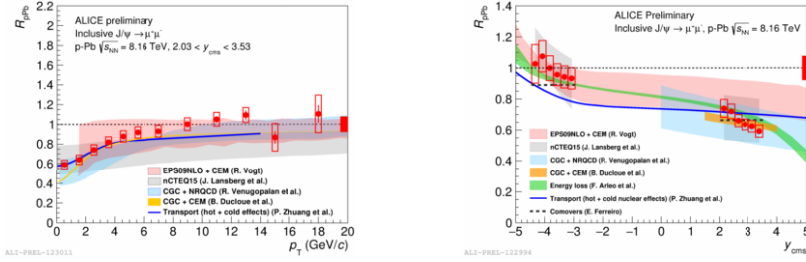 R_pPb
2.2
2
1.8
1.6
1.4
1.2
1
0.8
0.6
0.4
0.2
0
ALICE preliminary
Inclusive J/ψ → μ⁺μ⁻
p-Pb √s_NN = 8.16 TeV, 2.03 < y_cms < 3.53
EPS09NLO + CEM (R. Vogt)
nCTEQ15 (J. Lansberg et al.)
CGC + NRQCD (R. Venugopalan et al.)
CGC + CEM (B. Ducloue et al.)
Transport (hot + cold effects) (P. Zhuang et al.)
0 2 4 6 8 10 12 14 16 18 20
p_T (GeV/c)
ALI-PREL-123011
R_pPb
1.4
1.2
1
0.8
0.6
0.4
0.2
0
ALICE Preliminary
Inclusive J/ψ → μ⁺μ⁻, p-Pb √s_NN = 8.16 TeV
EPS09NLO + CEM (R. Vogt)
nCTEQ15 (J. Lansberg et al.)
CGC + NRQCD (R. Venugopalan et al.)
CGC + CEM (B. Ducloue et al.)
Energy loss (F. Arleo et al.)
Transport (hot + cold nuclear effects) (P. Zhuang et al.)
Comovers (E. Ferreiro)
-5 -4 -3 -2 -1 0 1 2 3 4 5
y_cms
ALI-PREL-122994